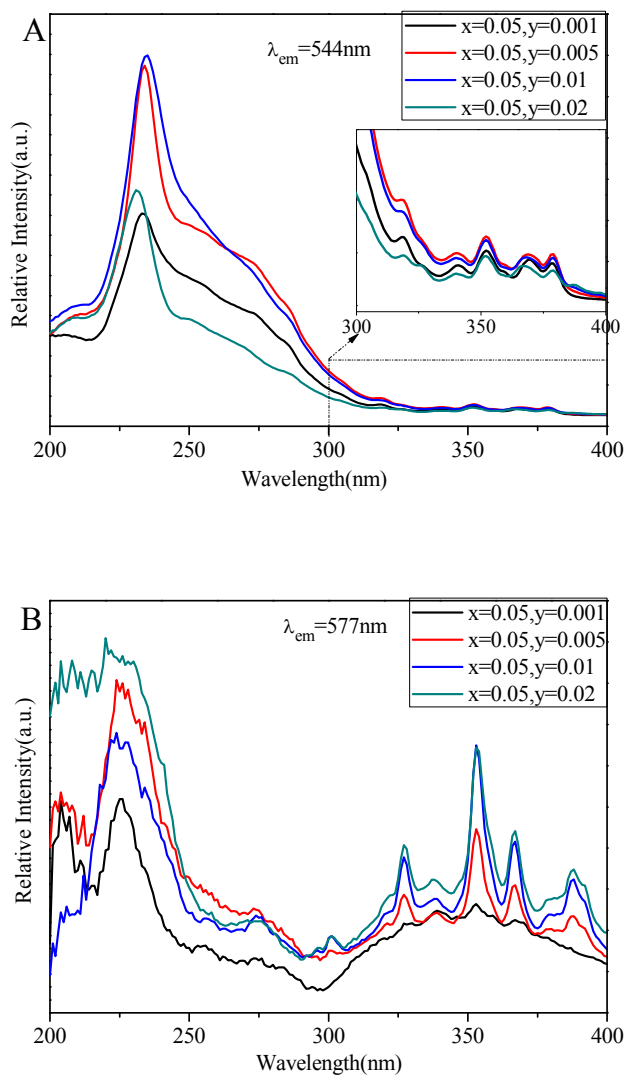 A
λem=544nm
x=0.05,y=0.001
x=0.05,y=0.005
x=0.05,y=0.01
x=0.05,y=0.02
Relative Intensity(a.u.)
300 350 400
200 250 300 350 400
Wavelength(nm)
B
λem=577nm
x=0.05,y=0.001
x=0.05,y=0.005
x=0.05,y=0.01
x=0.05,y=0.02
Relative Intensity(a.u.)
200 250 300 350 400
Wavelength(nm)